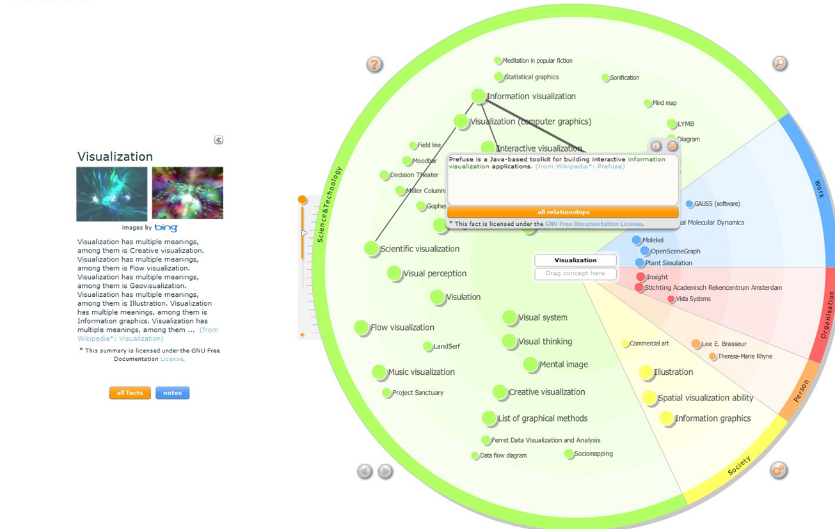 Visualization
images by bing
Visualization has multiple meanings,
among them is Creative visualization.
Visualization has multiple meanings,
among them is Flow visualization.
Visualization has multiple meanings,
among them is Geovisualization.
Visualization has multiple meanings,
among them is Illustration. Visualization
has multiple meanings, among them is
Information graphics. Visualization has
multiple meanings, among them ... (from
Wikipedia*: Visualization)
* This summary is licensed under the GNU Free
Documentation License.
all facts
notes
Science&Technology
Meditation in popular fiction
Statistical graphics
Sonification
Information visualization
Mind map
Visualization (computer graphics)
LYMB
Diagram
Field line
Interactive visualization
Moodbar
Decision Theater
Miller Column
Gophe
Prefuse is a Java-based toolkit for building interactive information
visualization applications. (from Wikipedia*: Prefuse)
all relationships
* This fact is licensed under the GNU Free Documentation License.
Work
GAUSS (software)
al Molecular Dynamics
Molekel
OpenSceneGraph
Plant Simulation
Scientific visualization
Visualization
Drag concept here
Visual perception
Inxight
Stichting Academisch Rekencentrum Amsterdam
Vista Systems
Organisation
Visulation
Visual system
Flow visualization
Visual thinking
LandSerf
Commercial art
Lee E. Brasseur
Theresa-Marie Rhyne
Person
Mental image
Music visualization
Illustration
Project Sanctuary
Creative visualization
Spatial visualization ability
List of graphical methods
Information graphics
Ferret Data Visualization and Analysis
Data flow diagram
Sociomapping
Society